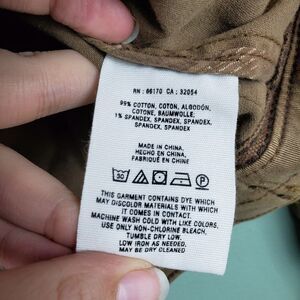 RN : 66170 CA : 32054
99% COTTON, COTON, ALGODÓN,
COTONE, BAUMWOLLE;
1% SPANDEX, SPANDEX, SPANDEX,
SPANDEX, SPANDEX
MADE IN CHINA,
HECHO EN CHINA,
FABRIQUÉ EN CHINE
30 P
THIS GARMENT CONTAINS DYE WHICH
MAY DISCOLOR MATERIALS WITH WHICH
IT COMES IN CONTACT.
MACHINE WASH COLD WITH LIKE COLORS.
USE ONLY NON-CHLORINE BLEACH.
TUMBLE DRY LOW.
LOW IRON AS NEEDED.
MAY BE DRY CLEANED